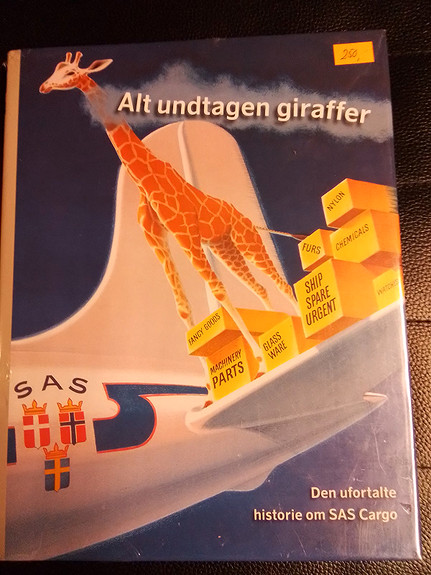 250,
Alt undtagen giraffer
NYLON
FURS
CHEMICALS
SHIP
SPARE
URGENT
WATCHES
FANCY GOODS
MACHINERY
PARTS
GLASS
WARE
SAS
Den ufortalte
historie om SAS Cargo